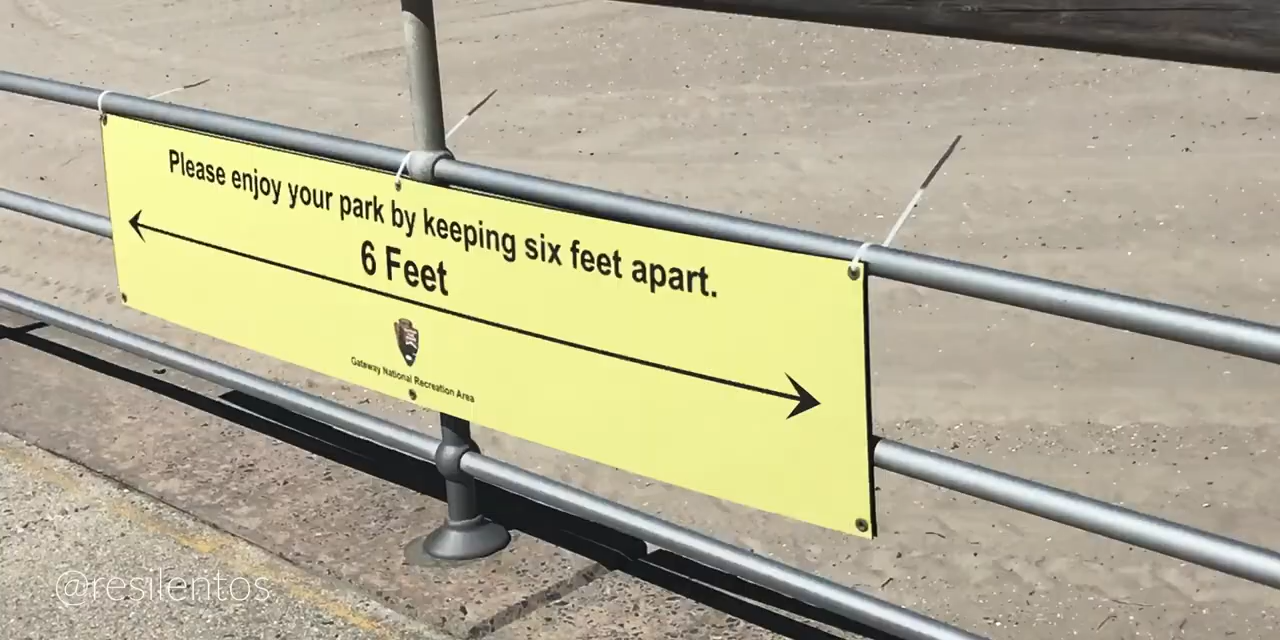 Please enjoy your park by keeping six feet apart.
6 Feet
Gateway National Recreation Area
@resilentos